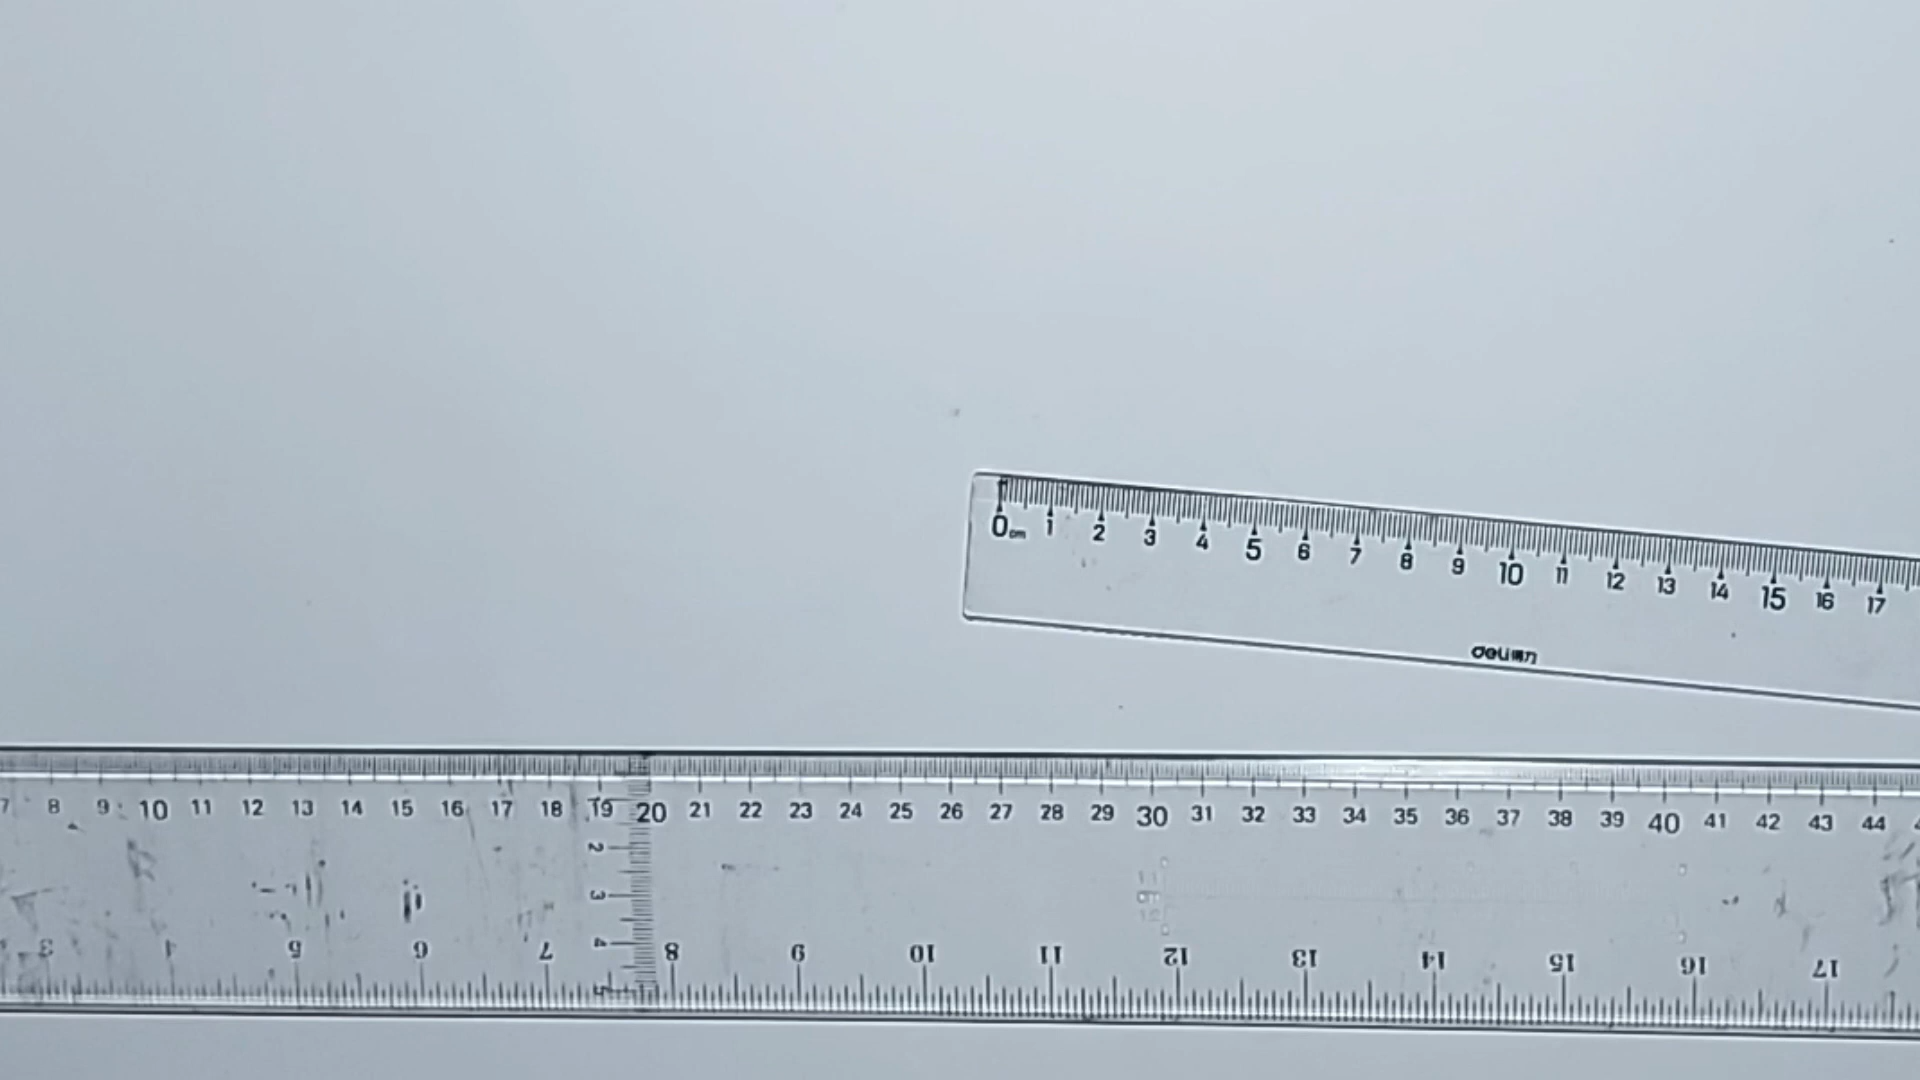 0cm 1 2 3 4 5 6 7 8 9 10 11 12 13 14 15 16 17
deli得力
7 8 9 10 11 12 13 14 15 16 17 18 19 20 21 22 23 24 25 26 27 28 29 30 31 32 33 34 35 36 37 38 39 40 41 42 43 44
2
3
4
5
cm
3 4 5 6 7 8 9 10 11 12 13 14 15 16 17